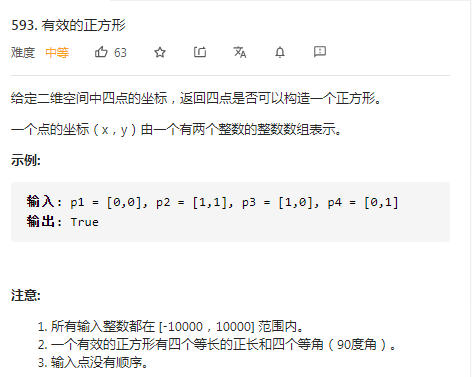 593. 有效的正方形
难度 中等 63
给定二维空间中四点的坐标，返回四点是否可以构造一个正方形。
一个点的坐标（x，y）由一个有两个整数的整数数组表示。
示例:
输入: p1 = [0,0], p2 = [1,1], p3 = [1,0], p4 = [0,1]
输出: True
注意:
1. 所有输入整数都在 [-10000，10000] 范围内。
2. 一个有效的正方形有四个等长的正长和四个等角（90度角）。
3. 输入点没有顺序。